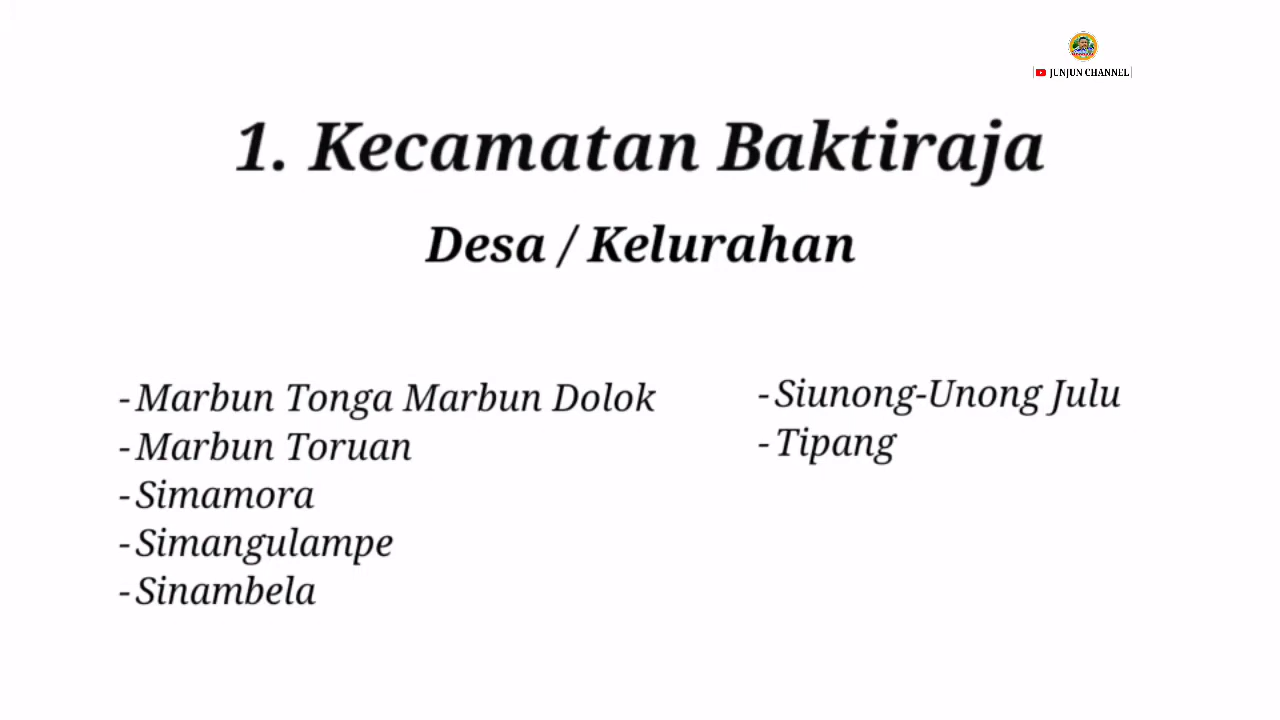 JUNJUN CHANNEL
1. Kecamatan Baktiraja
Desa / Kelurahan
- Marbun Tonga Marbun Dolok
- Marbun Toruan
- Simamora
- Simangulampe
- Sinambela
- Siunong-Unong Julu
- Tipang